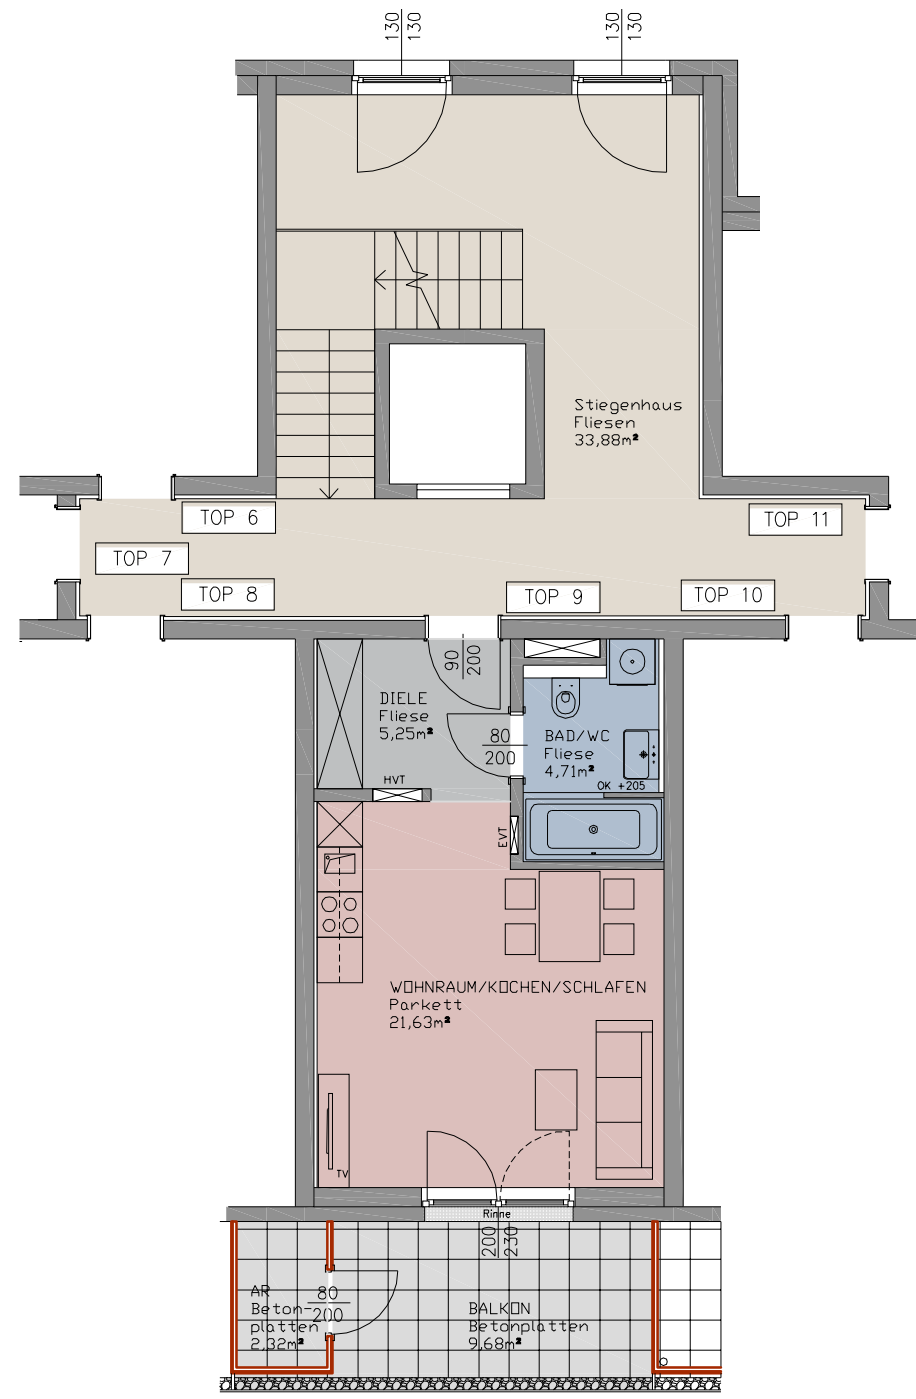 130
130
130
130
Stiegenhaus
Fliesen
33,88m²
TOP 6
TOP 11
TOP 7
TOP 8
TOP 9
TOP 10
90
200
DIELE
Fliese
5,25m²
80
200
BAD/WC
Fliese
4,71m²
HVT
OK +205
EVT
WOHNRAUM/KOCHEN/SCHLAFEN
Parkett
21,63m²
TV
Rinne
200
230
AR
Beton-
platten
2,32m²
80
200
BALKON
Betonplatten
9,68m²